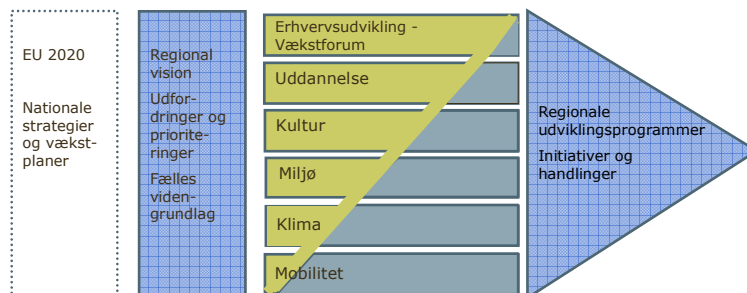 EU 2020
Nationale
strategier
og vækst-
planer
Regional
vision
Udfor-
dringer og
priorite-
ringer
Fælles
viden-
grundlag
Erhvervsudvikling -
Vækstforum
Uddannelse
Kultur
Miljø
Klima
Mobilitet
Regionale
udviklingsprogrammer
Initiativer og
handlinger